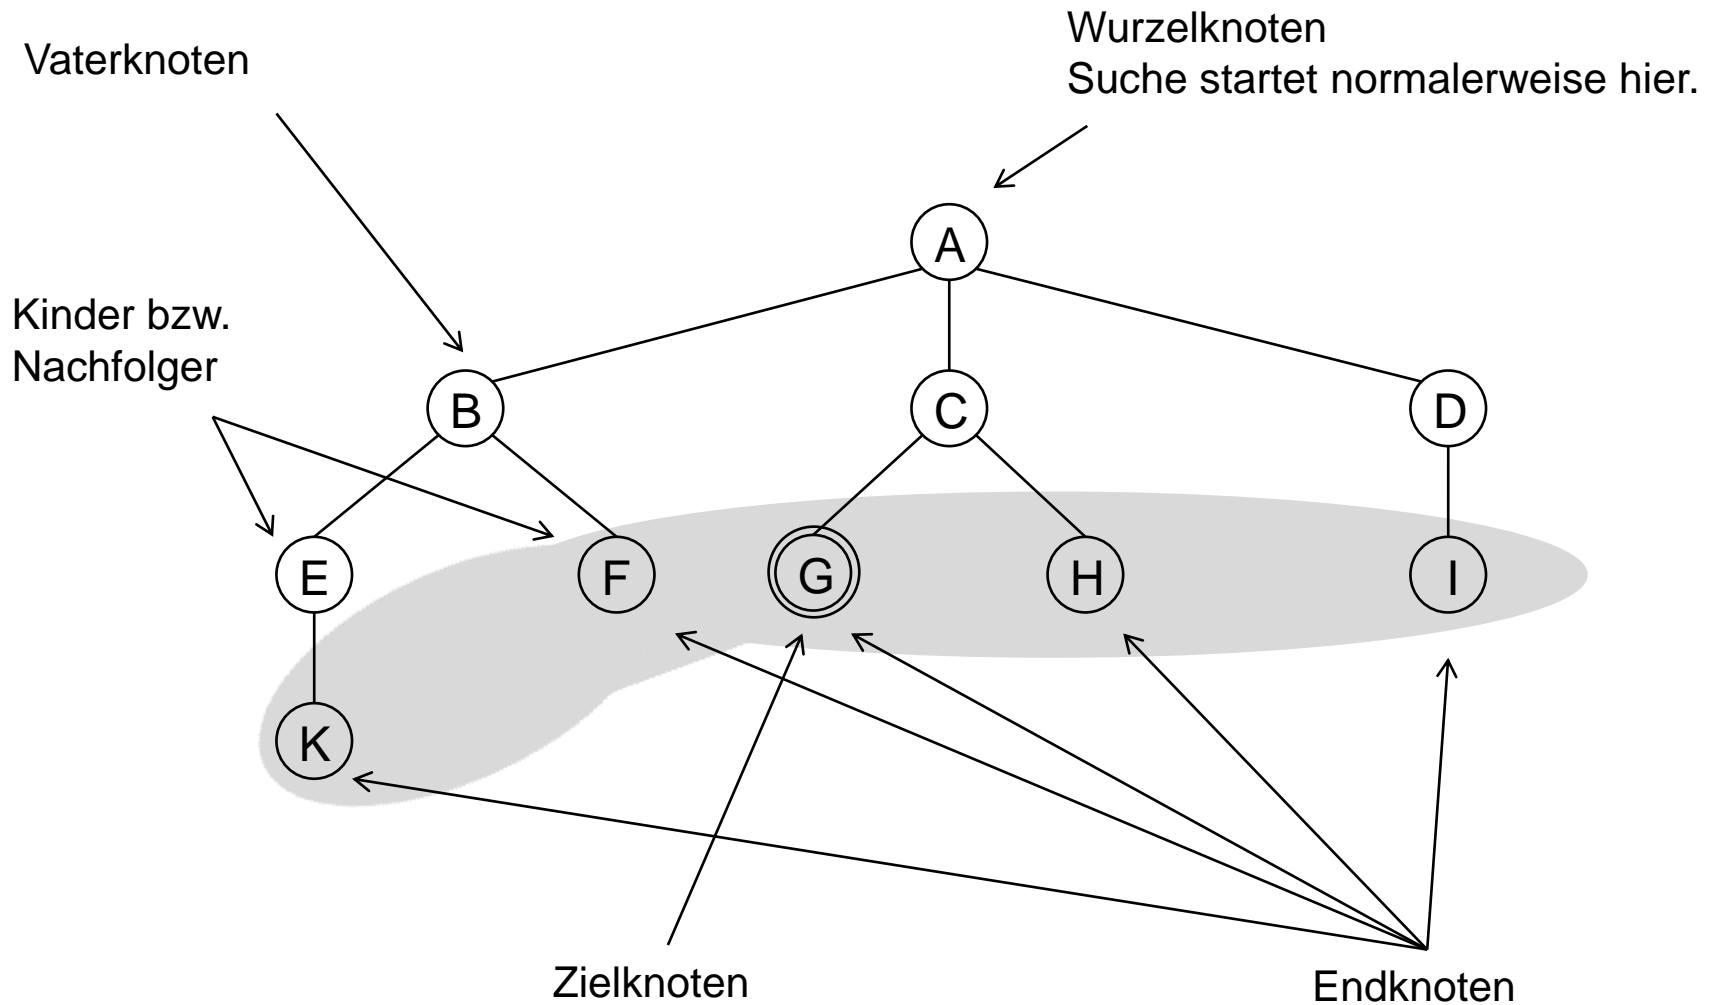 Wurzelknoten
Suche startet normalerweise hier.
Vaterknoten
A
Kinder bzw.
Nachfolger
B
C
D
E
F
G
H
I
K
Zielknoten
Endknoten